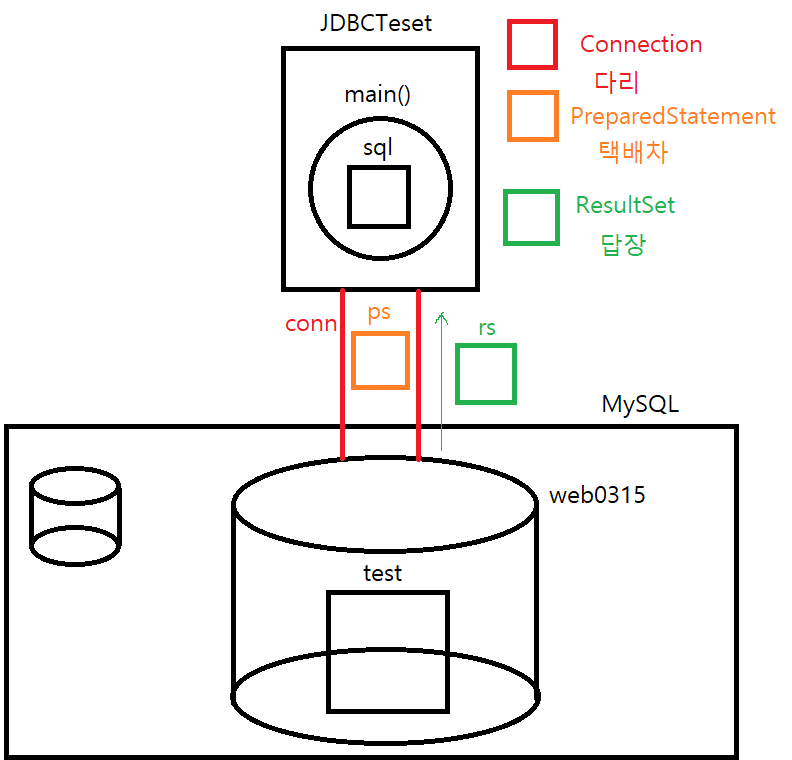 JDBCTeset
main()
sql
Connection
다리
PreparedStatement
택배차
ResultSet
답장
conn
ps
rs
MySQL
web0315
test